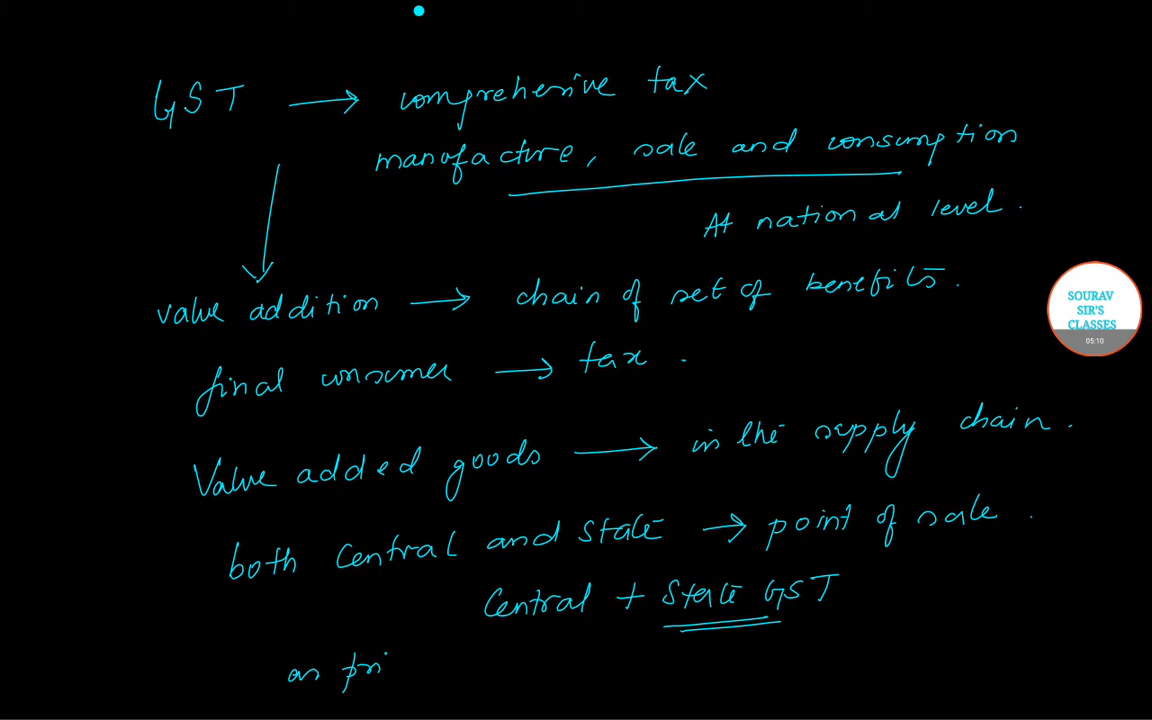 GST → comprehensive tax
manufacture, sale and consumption
At national level.
value addition → chain of set of benefits.
SOURAV
SIR'S
CLASSES
05:10
final consumer → tax.
Value added goods → in the supply chain.
both Central and State → point of sale.
Central + State GST
on pri